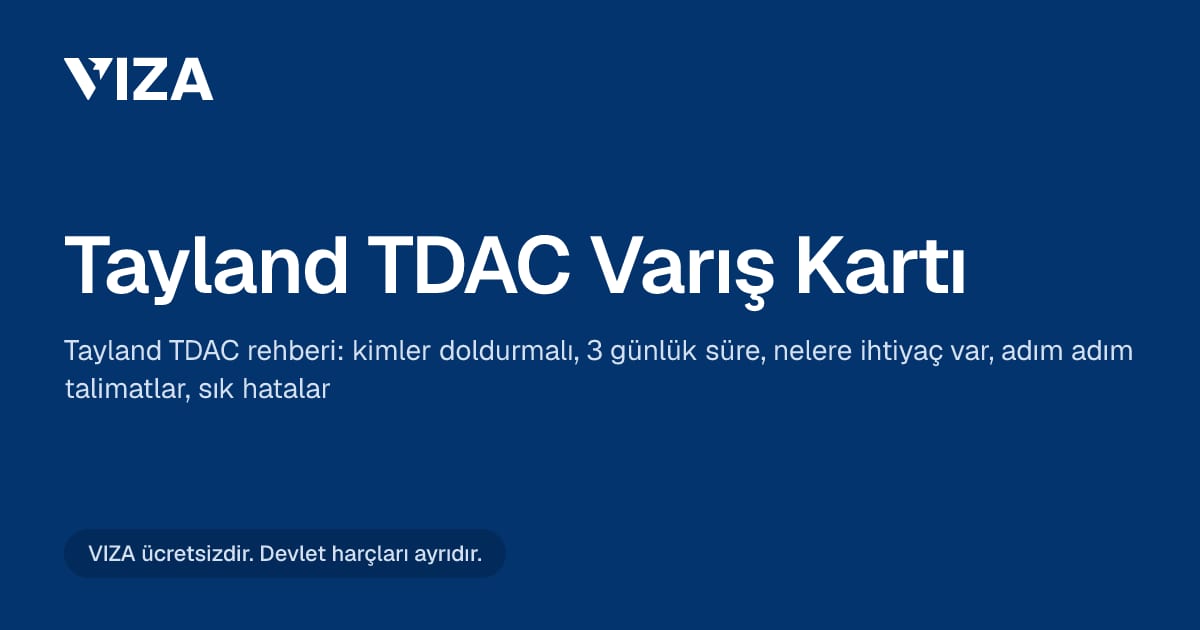 VIZA
Tayland TDAC Varış Kartı
Tayland TDAC rehberi: kimler doldurmalı, 3 günlük süre, nelere ihtiyaç var, adım adım
talimatlar, sık hatalar
VIZA ücretsizdir. Devlet harçları ayrıdır.